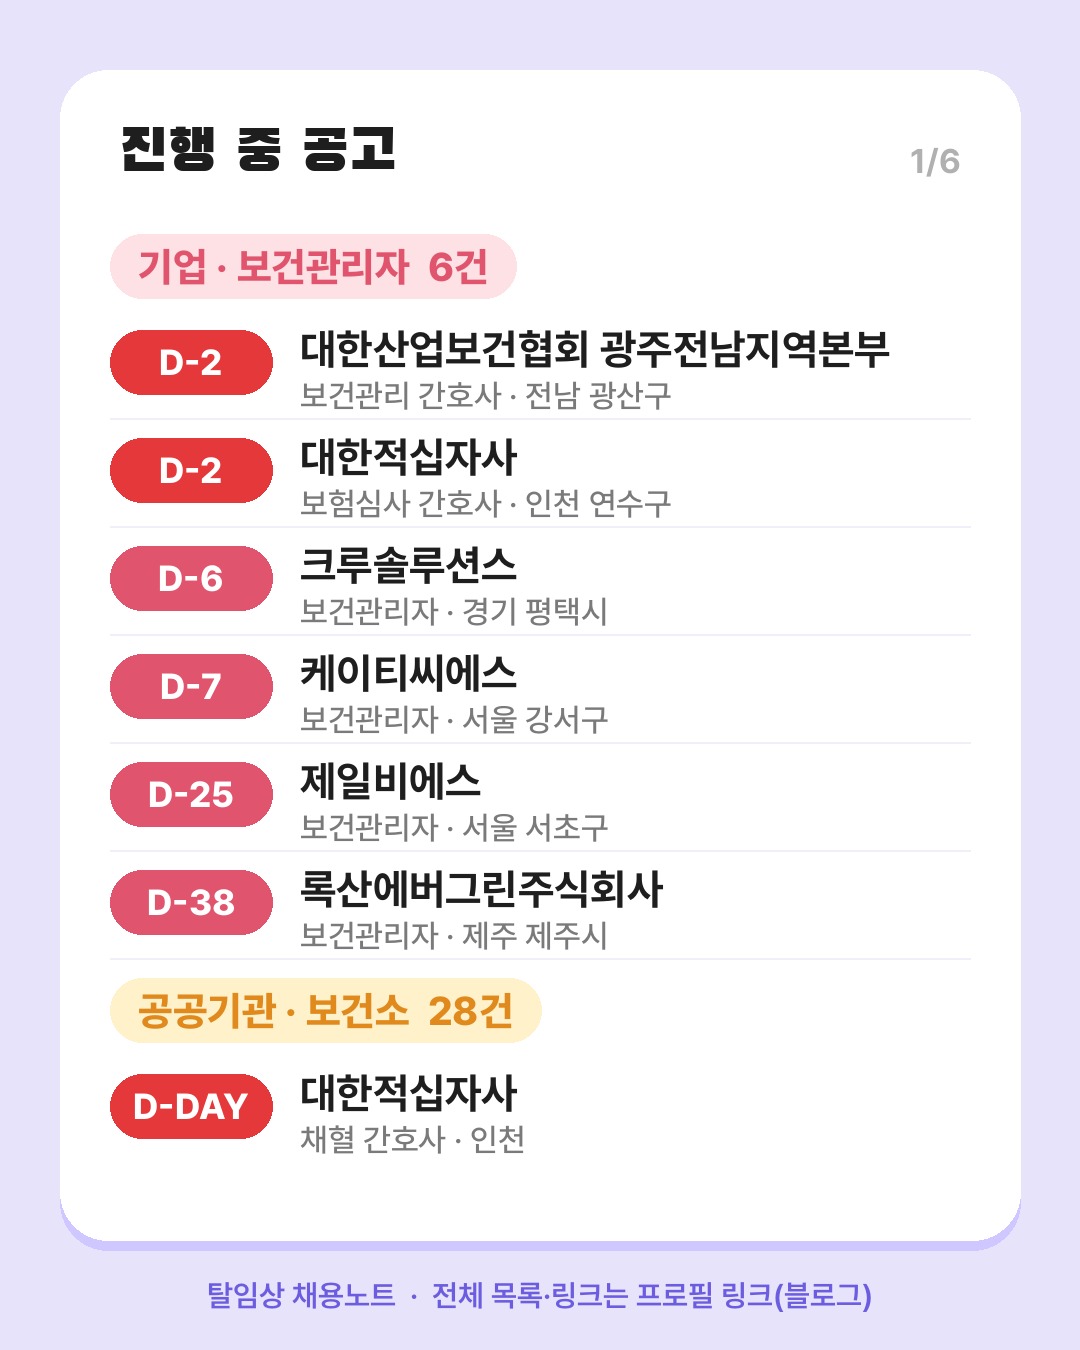 진행 중 공고
1/6
기업 · 보건관리자 6건
D-2
대한산업보건협회 광주전남지역본부
보건관리 간호사 · 전남 광산구
D-2
대한적십자사
보험심사 간호사 · 인천 연수구
D-6
크루솔루션스
보건관리자 · 경기 평택시
D-7
케이티씨에스
보건관리자 · 서울 강서구
D-25
제일비에스
보건관리자 · 서울 서초구
D-38
록산에버그린주식회사
보건관리자 · 제주 제주시
공공기관 · 보건소 28건
D-DAY
대한적십자사
채혈 간호사 · 인천
탈임상 채용노트 · 전체 목록·링크는 프로필 링크(블로그)